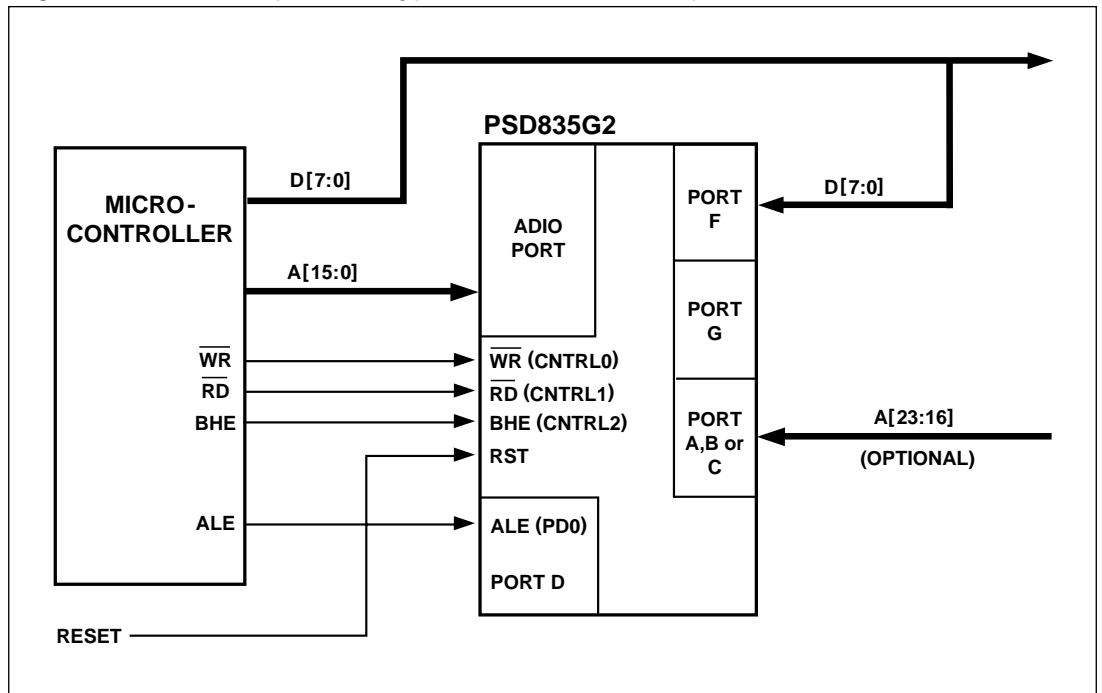 PSD835G2
MICRO-
CONTROLLER
D[7:0]
A[15:0]
WR
RD
BHE
ALE
RESET
ADIO
PORT
WR (CNTRL0)
RD (CNTRL1)
BHE (CNTRL2)
RST
ALE (PD0)
PORT D
PORT
F
PORT
G
PORT
A,B or
C
D[7:0]
A[23:16]
(OPTIONAL)